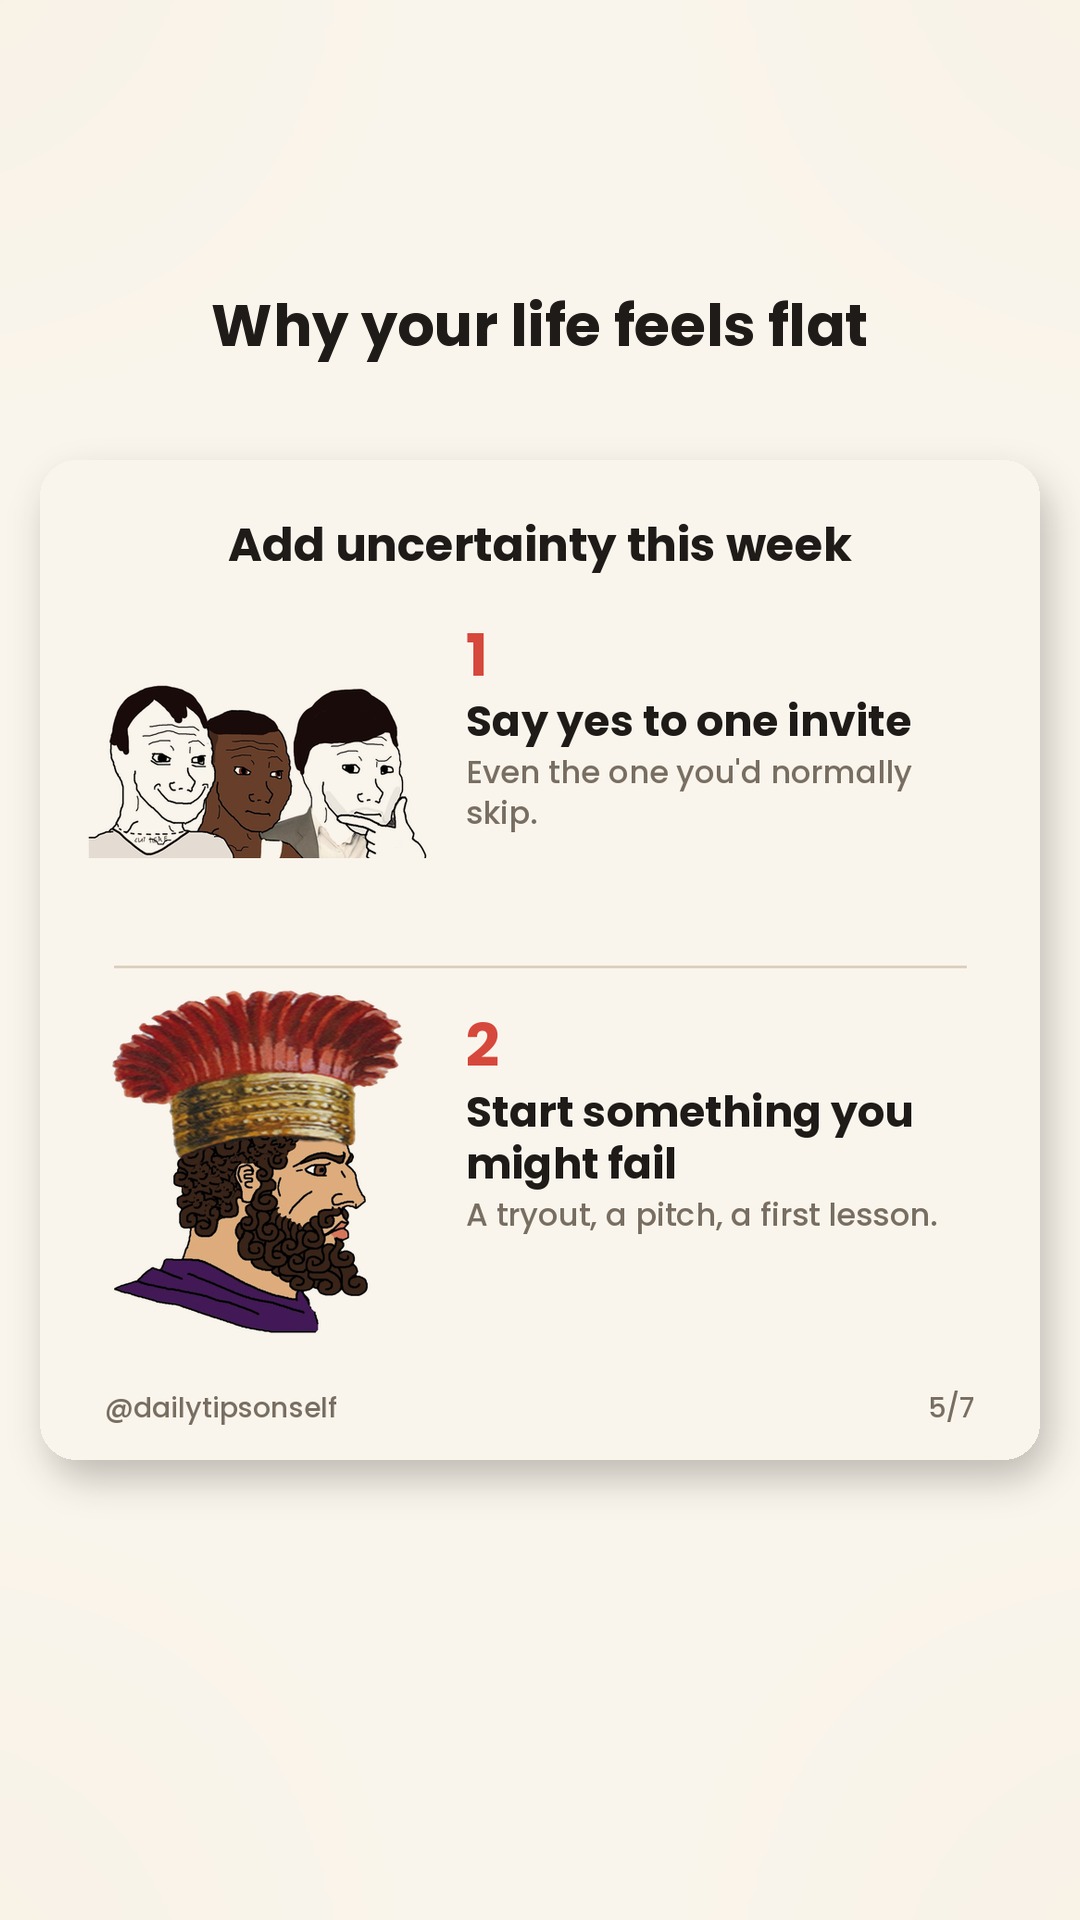 Why your life feels flat
Add uncertainty this week
1
Say yes to one invite
Even the one you'd normally
skip.
2
Start something you
might fail
A tryout, a pitch, a first lesson.
@dailytipsonself
5/7